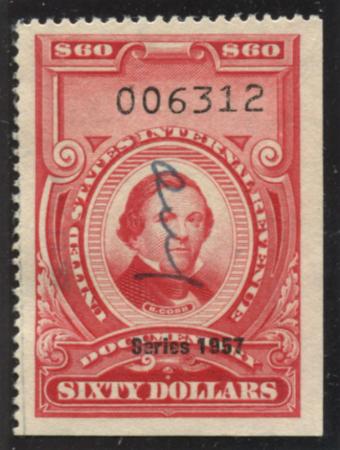 $60 $60
006312
UNITED STATES INTERNAL REVENUE
H. COBB
DOCUMENTARY
Series 1957
SIXTY DOLLARS